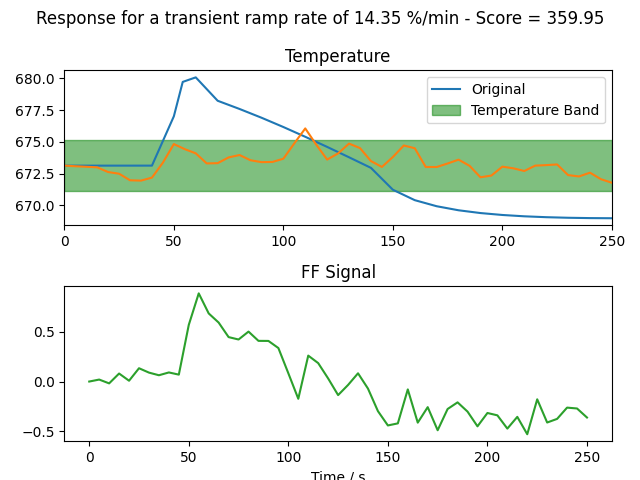 Response for a transient ramp rate of 14.35 %/min - Score = 359.95
Temperature
680.0
677.5
675.0
672.5
670.0
Original
Temperature Band
0 50 100 150 200 250
FF Signal
0.5
0.0
−0.5
0 50 100 150 200 250
Time / s